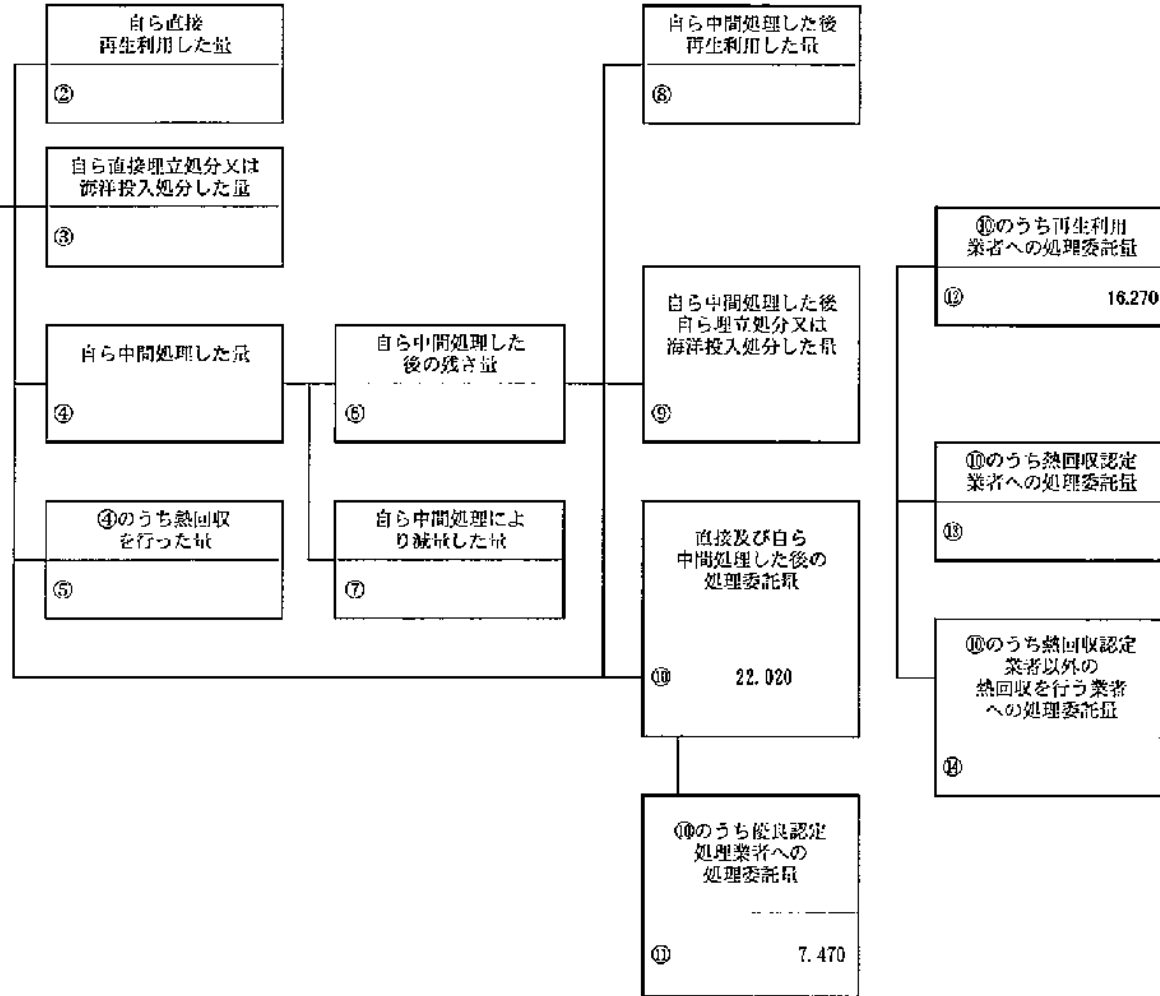 自ら直接
再生利用した量
②
自ら直接埋立処分又は
海洋投入処分した量
③
自ら中間処理した量
④
④のうち熱回収
を行った量
⑤
自ら中間処理した
後の残さ量
⑥
自ら中間処理によ
り減量した量
⑦
自ら中間処理した後
再生利用した量
⑧
自ら中間処理した後
自ら埋立処分又は
海洋投入処分した量
⑨
直接及び自ら
中間処理した後の
処理委託量
⑩ 22.020
⑩のうち優良認定
処理業者への
処理委託量
⑪ 7.470
⑩のうち再生利用
業者への処理委託量
⑫ 16.270
⑩のうち熱回収認定
業者への処理委託量
⑬
⑩のうち熱回収認定
業者以外の
熱回収を行う業者
への処理委託量
⑭